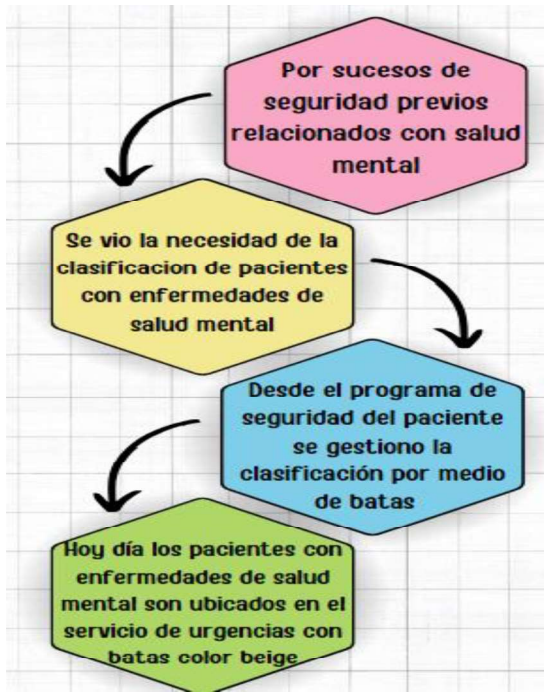 Por sucesos de
seguridad previos
relacionados con salud
mental
Se vio la necesidad de la
clasificacion de pacientes
con enfermedades de
salud mental
Desde el programa de
seguridad del paciente
se gestiono la
clasificación por medio
de batas
Hoy día los pacientes con
enfermedades de salud
mental son ubicados en el
servicio de urgencias con
batas color beige